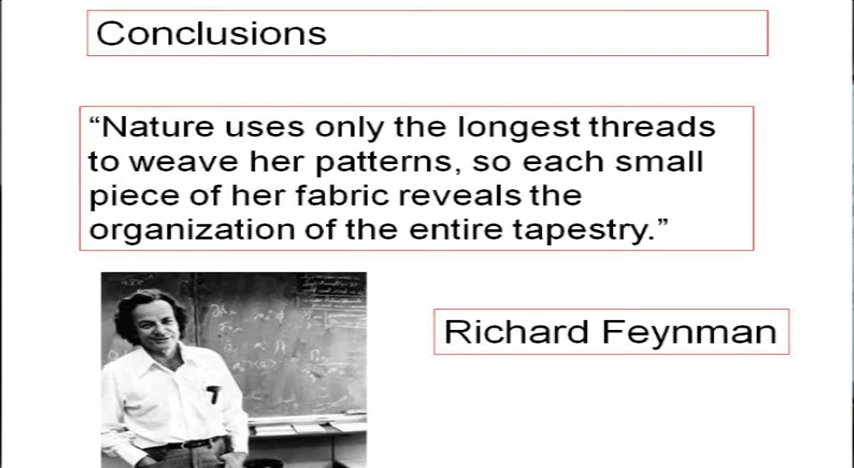 Conclusions
“Nature uses only the longest threads
to weave her patterns, so each small
piece of her fabric reveals the
organization of the entire tapestry.”
Richard Feynman